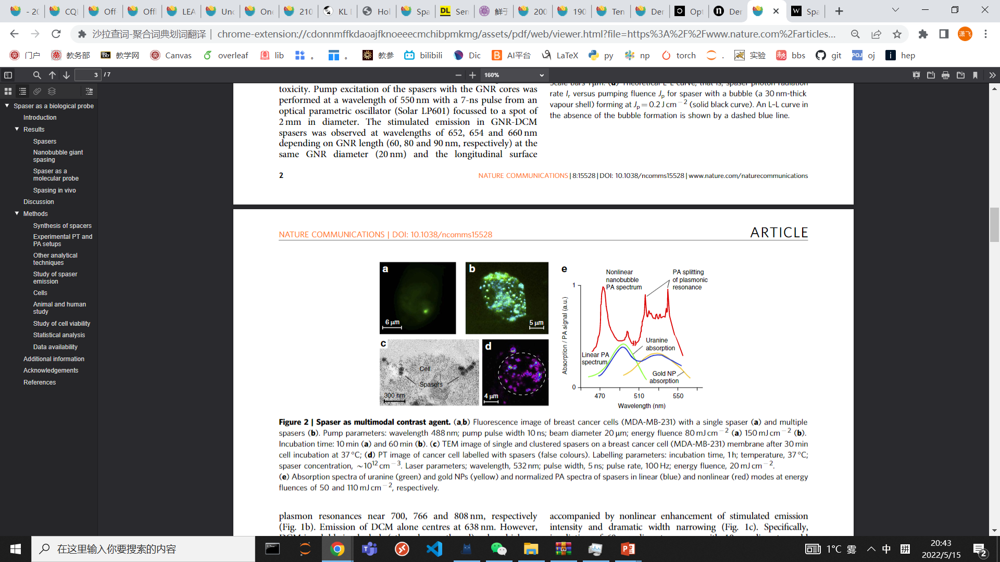 - 20
CQ
Off
Off
LEA
Und
One
210
KL
Hol
Spa
Sen
鲜于
200
190
Ten
Der
Opt
Der
Spa
沙拉查词-聚合词典划词翻译 | chrome-extension://cdonnmffkdaoajfknoeeecmchibpmkmg/assets/pdf/web/viewer.html?file=https%3A%2F%2Fwww.nature.com%2Farticles...
潇飞
门户
教务部
教学网
Canvas
overleaf
lib
。
。
教参
bilibili
Dic
AI平台
LaTeX
py
np
torch
.
实验
bbs
git
oj
hep
3 / 7
160%
Spaser as a biological probe
Introduction
Results
Spasers
Nanobubble giant
spasing
Spaser as a
molecular probe
Spasing in vivo
Discussion
Methods
Synthesis of spacers
Experimental PT and
PA setups
Other analytical
techniques
Study of spaser
emission
Cells
Animal and human
study
Study of cell viability
Statistical analysis
Data availability
Additional information
Acknowledgements
References
toxicity. Pump excitation of the spasers with the GNR cores was
performed at a wavelength of 550 nm with a 7-ns pulse from an
optical parametric oscillator (Solar LP601) focussed to a spot of
2 mm in diameter. The stimulated emission in GNR-DCM
spasers was observed at wavelengths of 652, 654 and 660 nm
depending on GNR length (60, 80 and 90 nm, respectively) at the
same GNR diameter (20 nm) and the longitudinal surface
Scale bars 1 μm. (d) Theoretical L–L curve, that is, spaser photon radiation
rate Ir versus pumping fluence Jp for spaser with a bubble (a 30 nm-thick
vapour shell) forming at Jp = 0.2 J cm−2 (solid black curve). An L–L curve in
the absence of the bubble formation is shown by a dashed blue line.
2
NATURE COMMUNICATIONS | 8:15528 | DOI: 10.1038/ncomms15528 | www.nature.com/naturecommunications
NATURE COMMUNICATIONS | DOI: 10.1038/ncomms15528
ARTICLE
a
6 μm
b
5 μm
c
Cell
Spasers
300 nm
d
4 μm
e
Nonlinear
nanobubble
PA spectrum
PA splitting
of plasmonic
resonance
Uranine
absorption
Linear PA
spectrum
Gold NP
absorption
Absorption / PA signal (a.u.)
1
0
470
510
550
Wavelength (nm)
Figure 2 | Spaser as multimodal contrast agent. (a,b) Fluorescence image of breast cancer cells (MDA-MB-231) with a single spaser (a) and multiple
spasers (b). Pump parameters: wavelength 488 nm; pump pulse width 10 ns; beam diameter 20 μm; energy fluence 80 mJ cm−2 (a) 150 mJ cm−2 (b).
Incubation time: 10 min (a) and 60 min (b). (c) TEM image of single and clustered spasers on a breast cancer cell (MDA-MB-231) membrane after 30 min
cell incubation at 37 °C; (d) PT image of cancer cell labelled with spasers (false colours). Labelling parameters: incubation time, 1 h; temperature, 37 °C;
spaser concentration, ~10¹² cm−3. Laser parameters; wavelength, 532 nm; pulse width, 5 ns; pulse rate, 100 Hz; energy fluence, 20 mJ cm−2.
(e) Absorption spectra of uranine (green) and gold NPs (yellow) and normalized PA spectra of spasers in linear (blue) and nonlinear (red) modes at energy
fluences of 50 and 110 mJ cm−2, respectively.
plasmon resonances near 700, 766 and 808 nm, respectively
(Fig. 1b). Emission of DCM alone centres at 638 nm. However,
accompanied by nonlinear enhancement of stimulated emission
intensity and dramatic width narrowing (Fig. 1c). Specifically,
在这里输入你要搜索的内容
1°C 雾
中
拼
20:43
2022/5/15
2